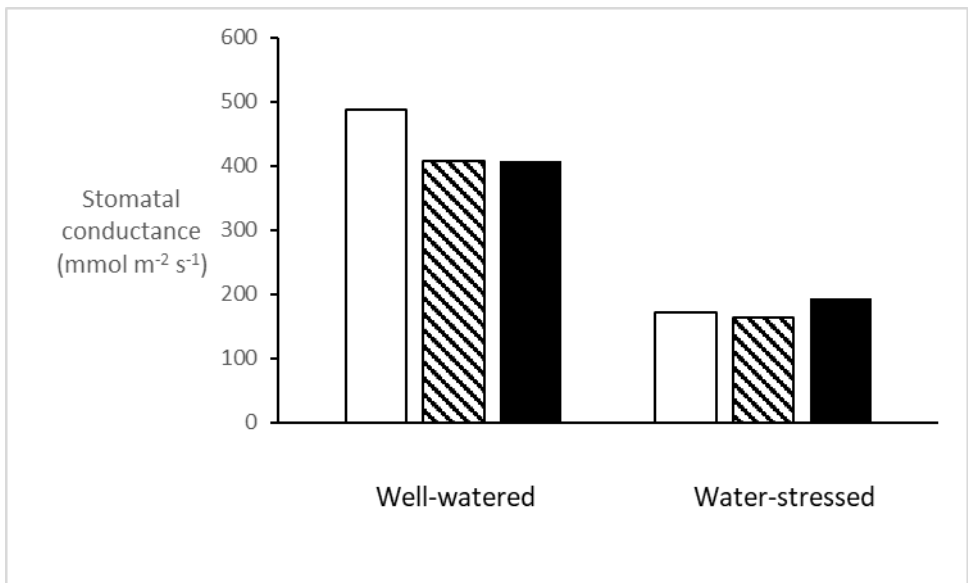 600
500
400
300
200
100
0
Stomatal
conductance
(mmol m⁻² s⁻¹)
Well-watered
Water-stressed